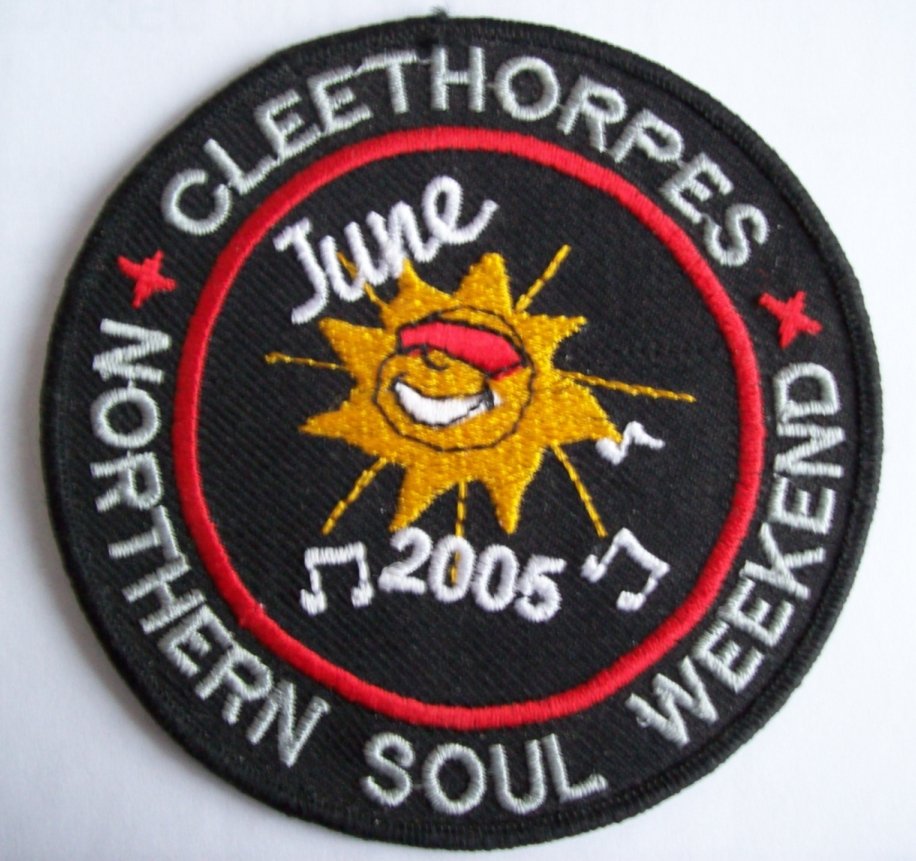 CLEETHORPES
June
2005
NORTHERN SOUL WEEKEND